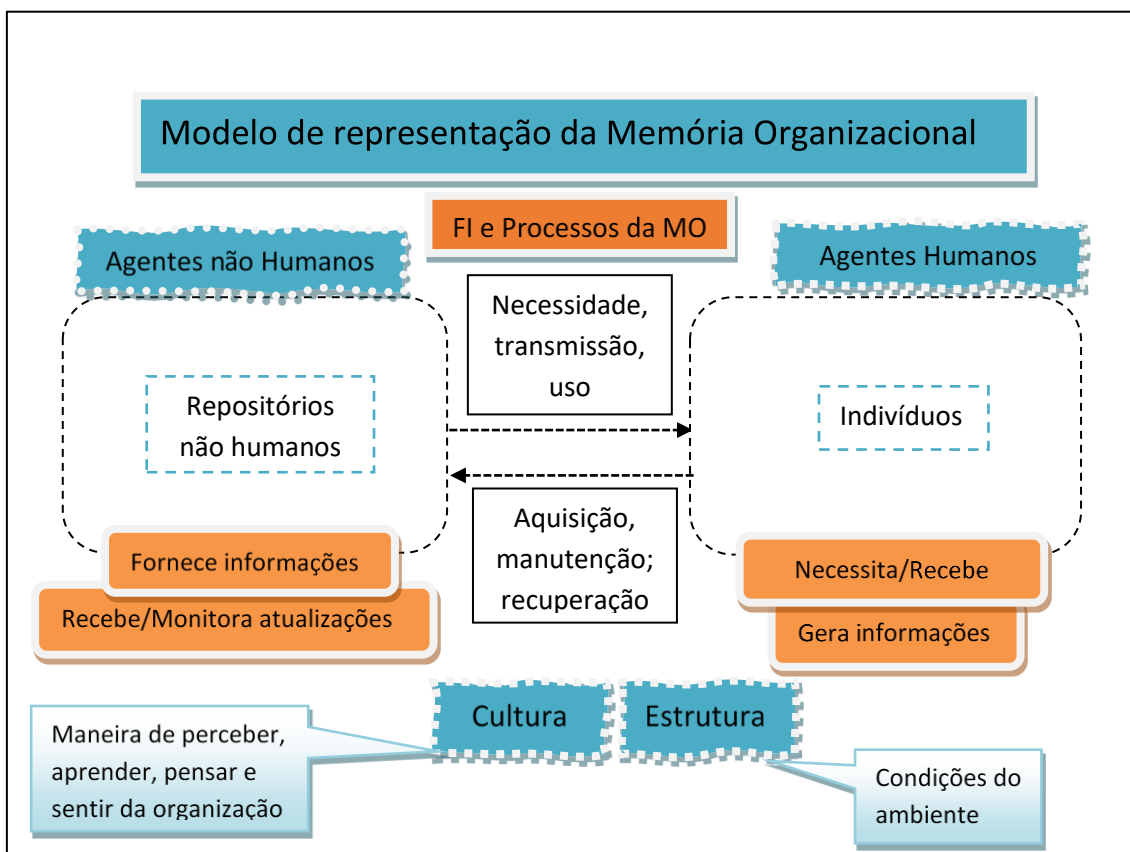 Modelo de representação da Memória Organizacional
FI e Processos da MO
Agentes não Humanos
Agentes Humanos
Necessidade,
transmissão,
uso
Repositórios
não humanos
Indivíduos
Aquisição,
manutenção;
recuperação
Fornece informações
Recebe/Monitora atualizações
Necessita/Recebe
Gera informações
Cultura
Estrutura
Maneira de perceber,
aprender, pensar e
sentir da organização
Condições do
ambiente